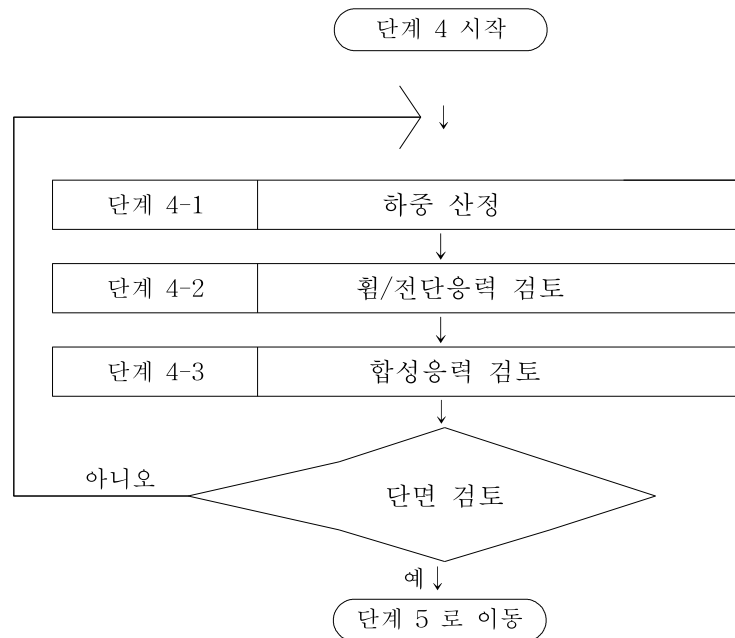 단계 4 시작
↓
단계 4-1 하중 산정
↓
단계 4-2 휨/전단응력 검토
↓
단계 4-3 합성응력 검토
↓
아니오
단면 검토
예 ↓
단계 5 로 이동